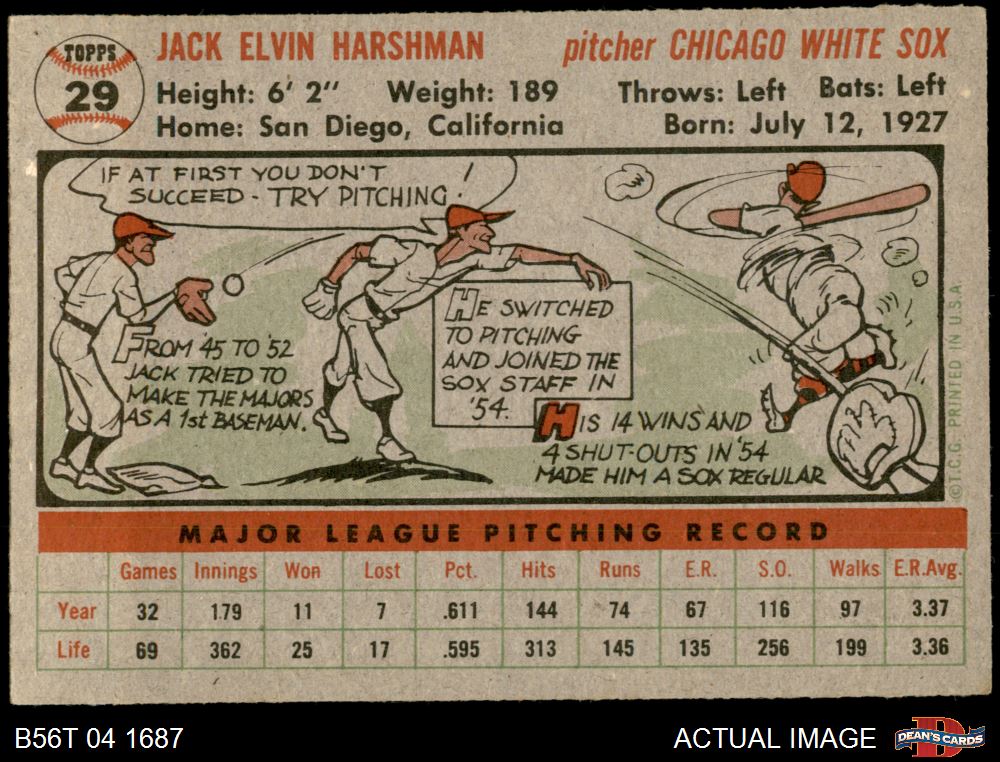 TOPPS
29
JACK ELVIN HARSHMAN pitcher CHICAGO WHITE SOX
Height: 6' 2" Weight: 189 Throws: Left Bats: Left
Home: San Diego, California Born: July 12, 1927
IF AT FIRST YOU DON'T
SUCCEED - TRY PITCHING!
FROM '45 TO '52
JACK TRIED TO
MAKE THE MAJORS
AS A 1st BASEMAN.
HE SWITCHED
TO PITCHING
AND JOINED THE
SOX STAFF IN
'54.
HIS 14 WINS AND
4 SHUT-OUTS IN '54
MADE HIM A SOX REGULAR
©T.C.G. PRINTED IN U.S.A.
MAJOR LEAGUE PITCHING RECORD
Games Innings Won Lost Pct. Hits Runs E.R. S.O. Walks E.R.Avg.
Year 32 179 11 7 .611 144 74 67 116 97 3.37
Life 69 362 25 17 .595 313 145 135 256 199 3.36
B56T 04 1687 ACTUAL IMAGE
D
DEAN'S CARDS